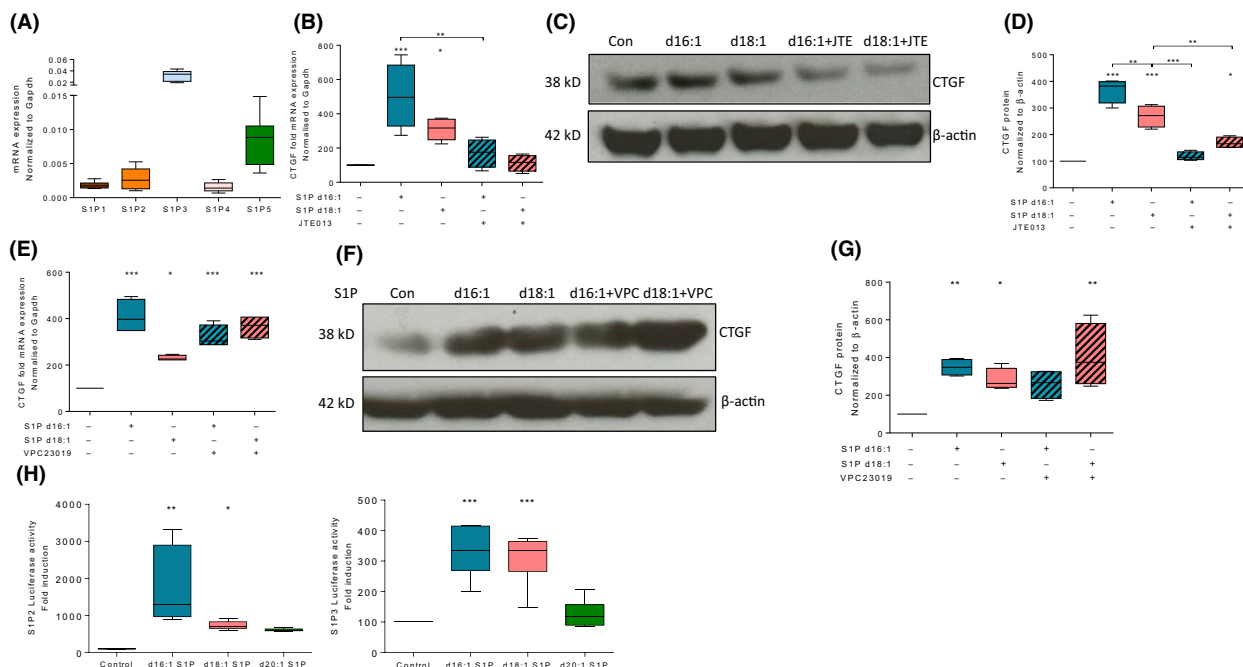 (A)
mRNA expression
Normalized to Gapdh
0.06
0.04
0.02
0.015
0.010
0.005
0.000
S1P1 S1P2 S1P3 S1P4 S1P5
(B)
CTGF fold mRNA expression
Normalised to Gapdh
800
600
400
200
0
**
*** *
S1P d16:1 – + – + –
S1P d18:1 – – + – +
JTE013 – – – + +
(C)
Con d16:1 d18:1 d16:1+JTE d18:1+JTE
38 kD CTGF
42 kD β-actin
(D)
CTGF protein
Normalized to β-actin
500
400
300
200
100
0
**
** ***
*** *** *
S1P d16:1 – + – + –
S1P d18:1 – – + – +
JTE013 – – – + +
(E)
CTGF fold mRNA expression
Normalised to Gapdh
600
400
200
0
*** * *** ***
S1P d16:1 – + – + –
S1P d18:1 – – + – +
VPC23019 – – – + +
(F)
S1P Con d16:1 d18:1 d16:1+VPC d18:1+VPC
38 kD CTGF
42 kD β-actin
(G)
CTGF protein
Normalized to β-actin
800
600
400
200
0
** * **
S1P d16:1 – + – + –
S1P d18:1 – – + – +
VPC23019 – – – + +
(H)
S1P2 Luciferase activity
Fold induction
4000
3000
2000
1000
0
** *
Control d16:1 S1P d18:1 S1P d20:1 S1P
S1P3 Luciferase activity
Fold induction
500
400
300
200
100
0
*** ***
Control d16:1 S1P d18:1 S1P d20:1 S1P